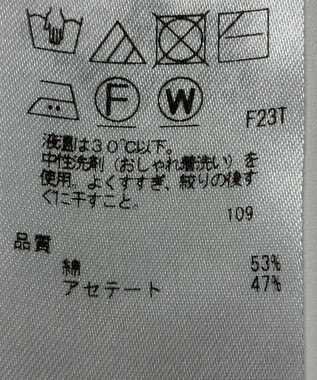 F W F23T
液温は30℃以下。
中性洗剤（おしゃれ着洗い）を
使用。よくすすぎ、絞りの後す
ぐに干すこと。
109
品質
綿 53%
アセテート 47%